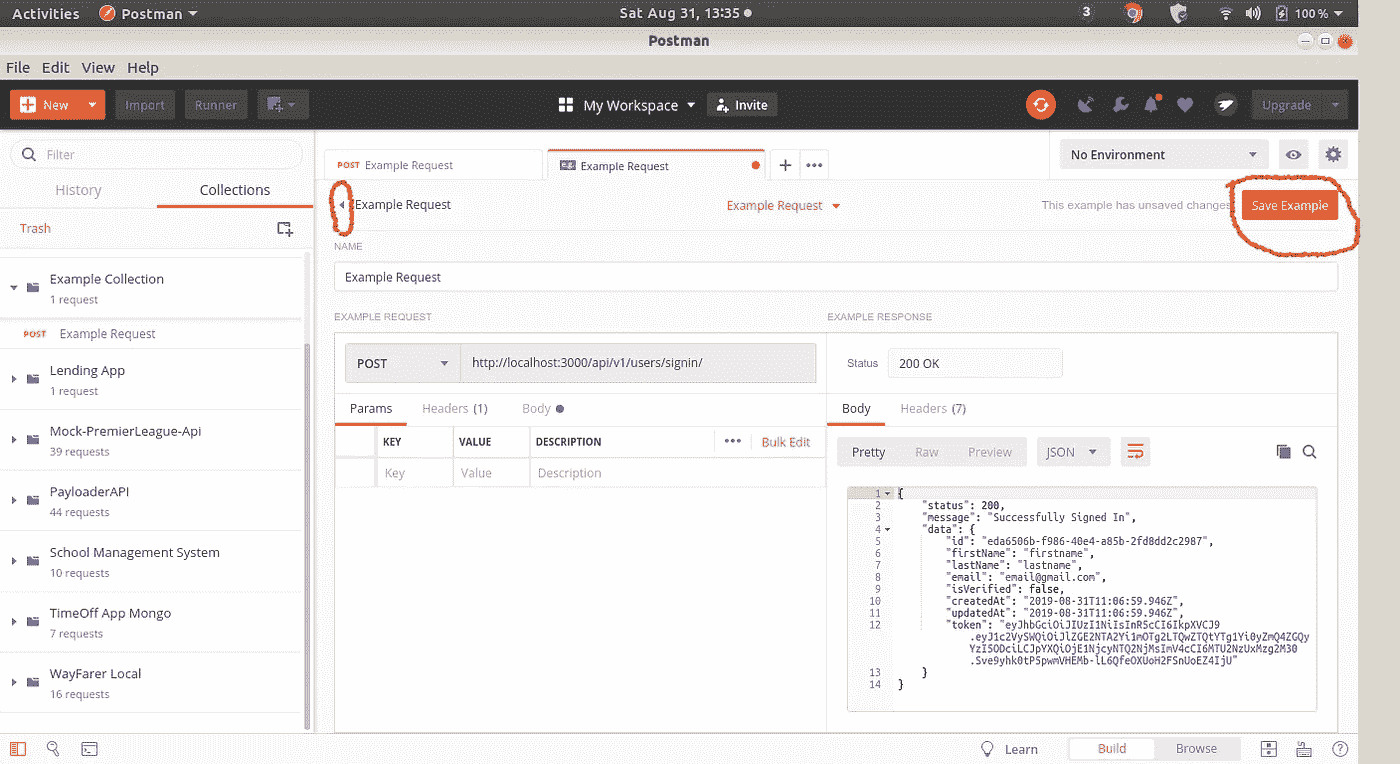 Activities Postman Sat Aug 31, 13:35 3 100 %
Postman
File Edit View Help
New Import Runner My Workspace Invite Upgrade
Filter
History Collections
Trash
Example Collection
1 request
POST Example Request
Lending App
1 request
Mock-PremierLeague-Api
39 requests
PayloaderAPI
44 requests
School Management System
10 requests
TimeOff App Mongo
7 requests
WayFarer Local
16 requests
POST Example Request Example Request + ••• No Environment
Example Request Example Request This example has unsaved changes Save Example
NAME
Example Request
EXAMPLE REQUEST EXAMPLE RESPONSE
POST http://localhost:3000/api/v1/users/signin/ Status 200 OK
Params Headers (1) Body Body Headers (7)
KEY VALUE DESCRIPTION ••• Bulk Edit
Key Value Description
Pretty Raw Preview JSON
1 {
2 "status": 200,
3 "message": "Successfully Signed In",
4 "data": {
5 "id": "eda6506b-f986-40e4-a85b-2fd8dd2c2987",
6 "firstName": "firstname",
7 "lastName": "lastname",
8 "email": "email@gmail.com",
9 "isVerified": false,
10 "createdAt": "2019-08-31T11:06:59.946Z",
11 "updatedAt": "2019-08-31T11:06:59.946Z",
12 "token":
13 }
14 }
Learn Build Browse